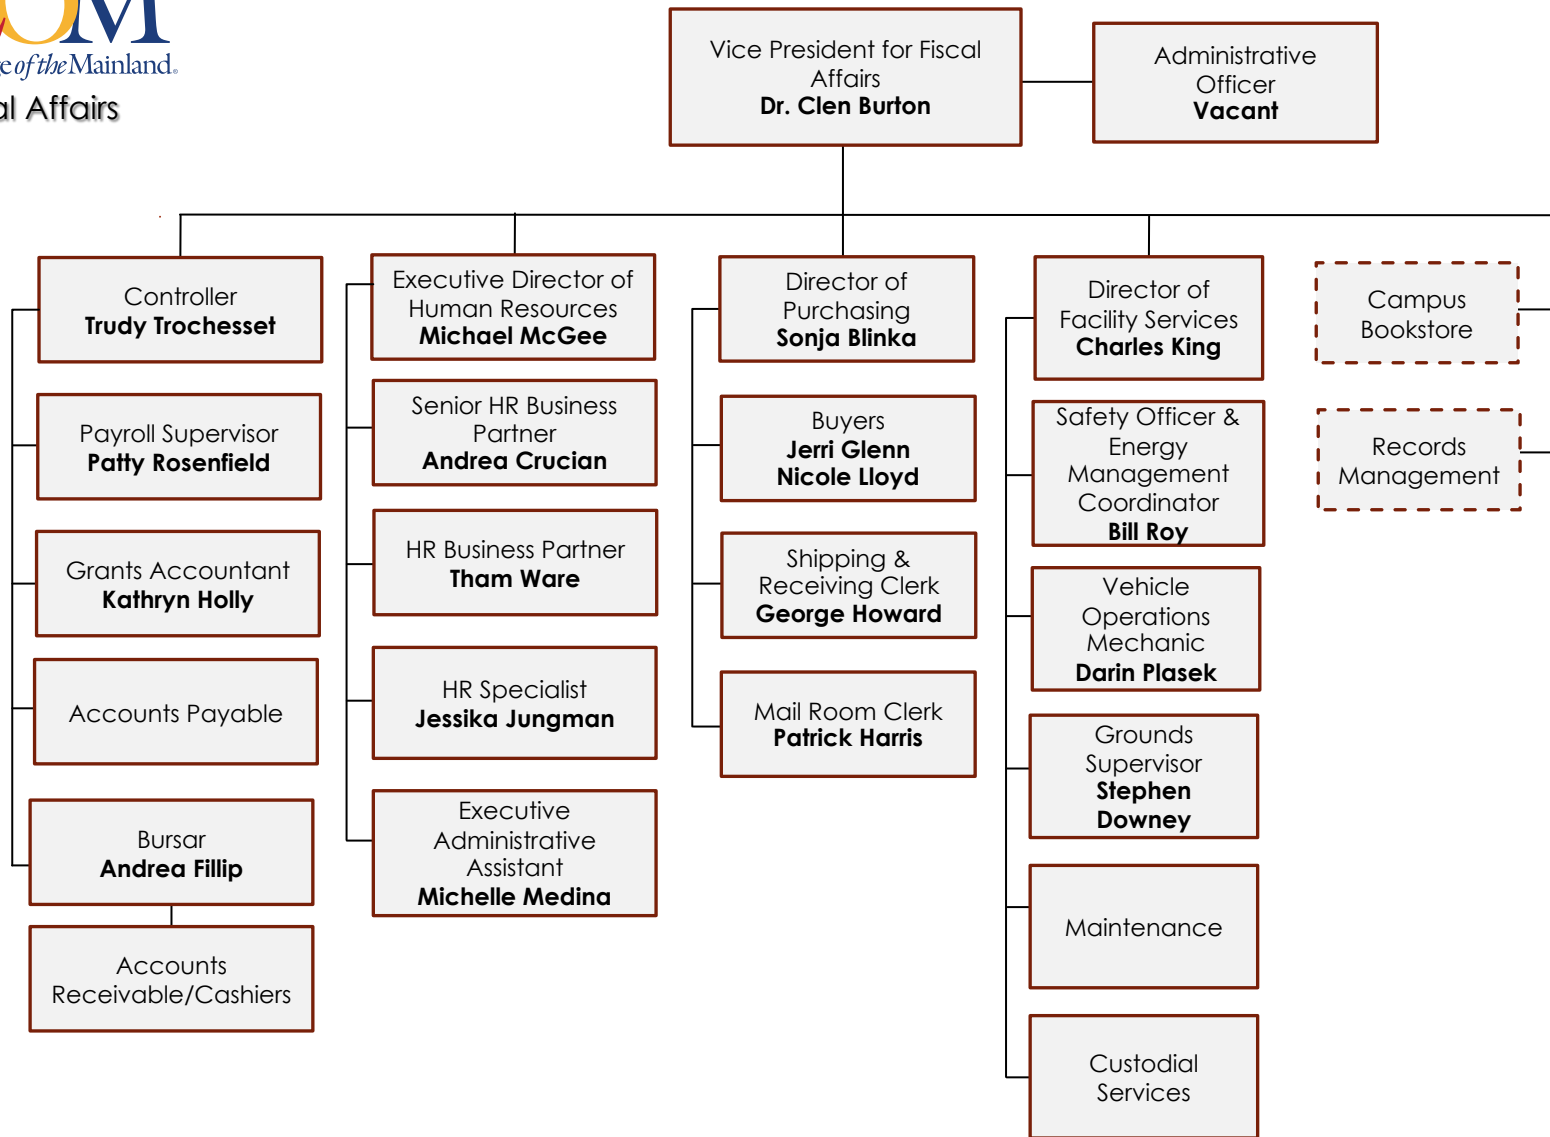 of the Mainland.
Affairs
Vice President for Fiscal
Affairs
Dr. Clen Burton
Administrative
Officer
Vacant
Controller
Trudy Trochesset
Payroll Supervisor
Patty Rosenfield
Grants Accountant
Kathryn Holly
Accounts Payable
Bursar
Andrea Fillip
Accounts
Receivable/Cashiers
Executive Director of
Human Resources
Michael McGee
Senior HR Business
Partner
Andrea Crucian
HR Business Partner
Tham Ware
HR Specialist
Jessika Jungman
Executive
Administrative
Assistant
Michelle Medina
Director of
Purchasing
Sonja Blinka
Buyers
Jerri Glenn
Nicole Lloyd
Shipping &
Receiving Clerk
George Howard
Mail Room Clerk
Patrick Harris
Director of
Facility Services
Charles King
Safety Officer &
Energy
Management
Coordinator
Bill Roy
Vehicle
Operations
Mechanic
Darin Plasek
Grounds
Supervisor
Stephen
Downey
Maintenance
Custodial
Services
Campus
Bookstore
Records
Management